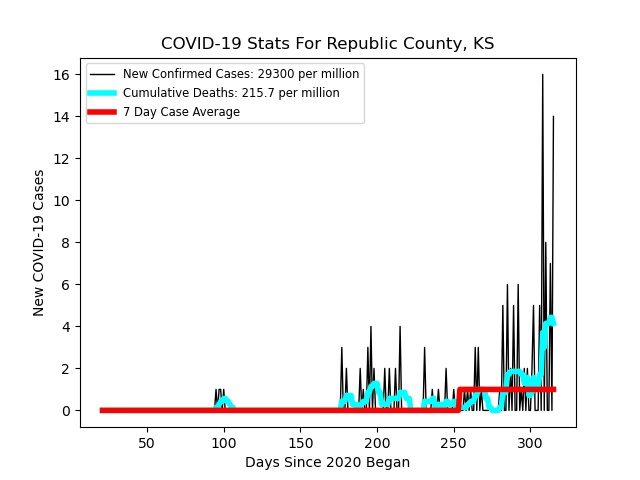 COVID-19 Stats For Republic County, KS
New Confirmed Cases: 29300 per million
Cumulative Deaths: 215.7 per million
7 Day Case Average
New COVID-19 Cases
16
14
12
10
8
6
4
2
0
50 100 150 200 250 300
Days Since 2020 Began